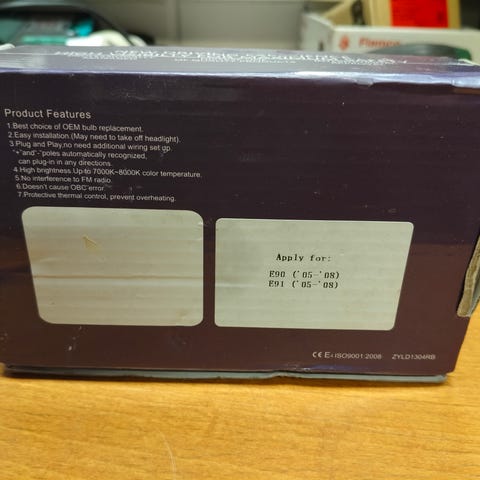 Product Features
1.Best choice of OEM bulb replacement.
2.Easy installation.(May need to take off headlight).
3.Plug and Play,no need additional wiring set up.
"+"and"-"poles automatically recognized,
can plug-in in any directions.
4.High brightness.Up to 7000K~8000K color temperature.
5.No interference to FM radio.
6.Doesn't cause OBC error
7.Protective thermal control, prevent overheating.
Apply for:
E90 ('05-'08)
E91 ('05-'08)
CE E4 ISO9001:2008 ZYLD1304RB